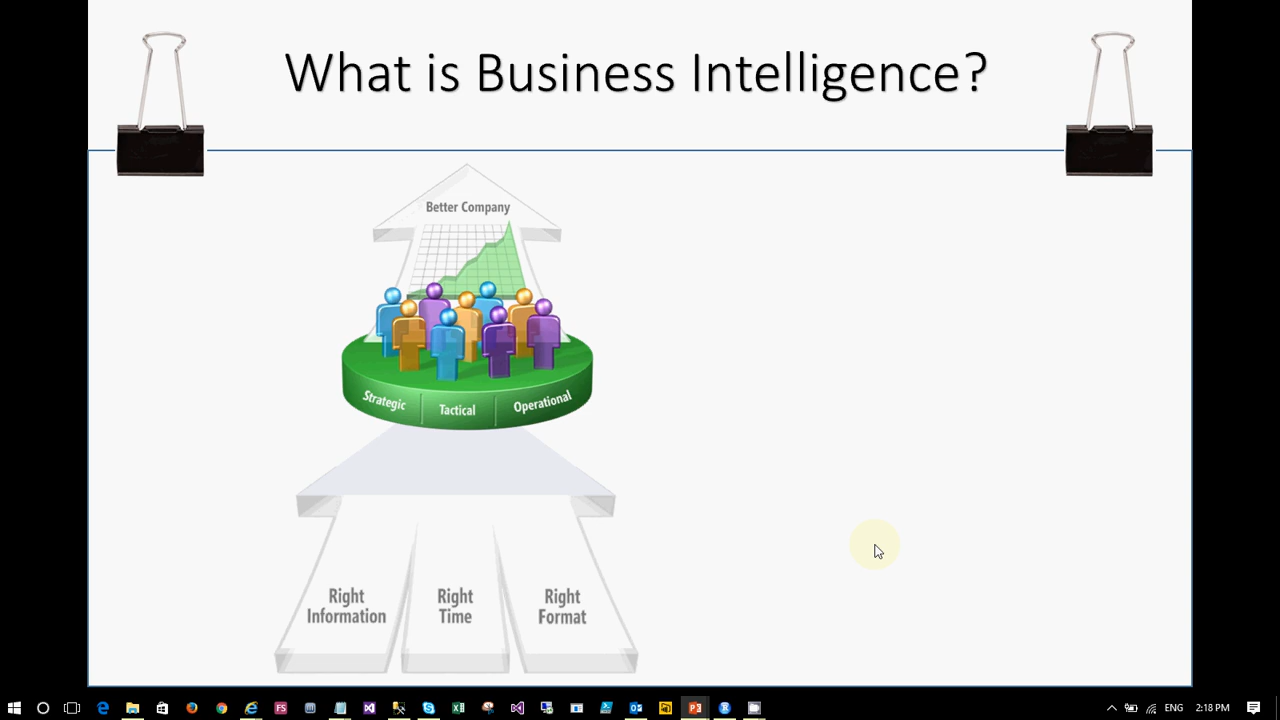 What is Business Intelligence?
Better Company
Strategic
Tactical
Operational
Right
Information
Right
Time
Right
Format
ENG
2:18 PM